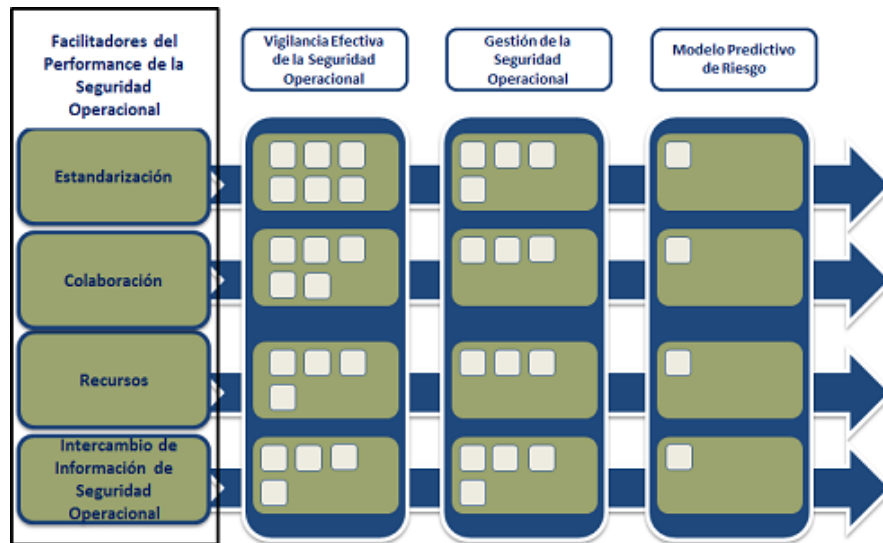 Facilitadores del
Performance de la
Seguridad
Operacional
Vigilancia Efectiva
de la Seguridad
Operacional
Gestión de la
Seguridad
Operacional
Modelo Predictivo
de Riesgo
Estandarización
Colaboración
Recursos
Intercambio de
Información de
Seguridad
Operacional